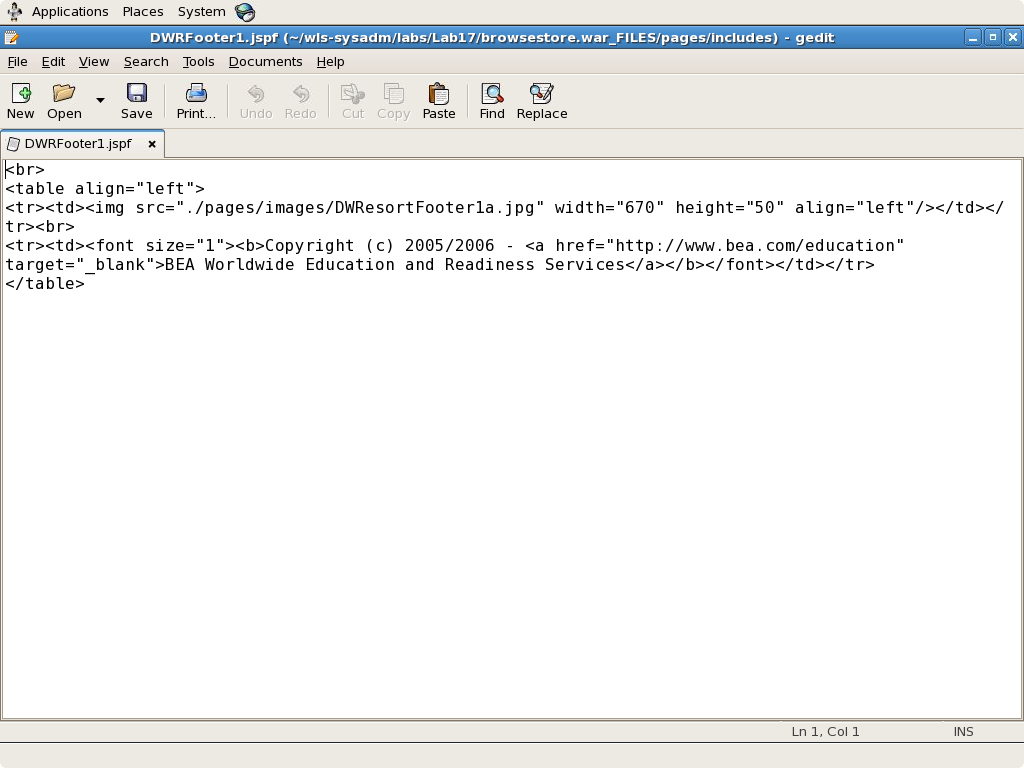 Applications Places System
DWRFooter1.jspf (~/wls-sysadm/labs/Lab17/browsestore.war_FILES/pages/includes) - gedit
File Edit View Search Tools Documents Help
New Open Save Print... Undo Redo Cut Copy Paste Find Replace
DWRFooter1.jspf
<br>
<table align="left">
<tr><td><img src="./pages/images/DWResortFooter1a.jpg" width="670" height="50" align="left"/></td></
tr><br>
<tr><td><font size="1"><b>Copyright (c) 2005/2006 - <a href="http://www.bea.com/education"
target="_blank">BEA Worldwide Education and Readiness Services</a></b></font></td></tr>
</table>
Ln 1, Col 1 INS